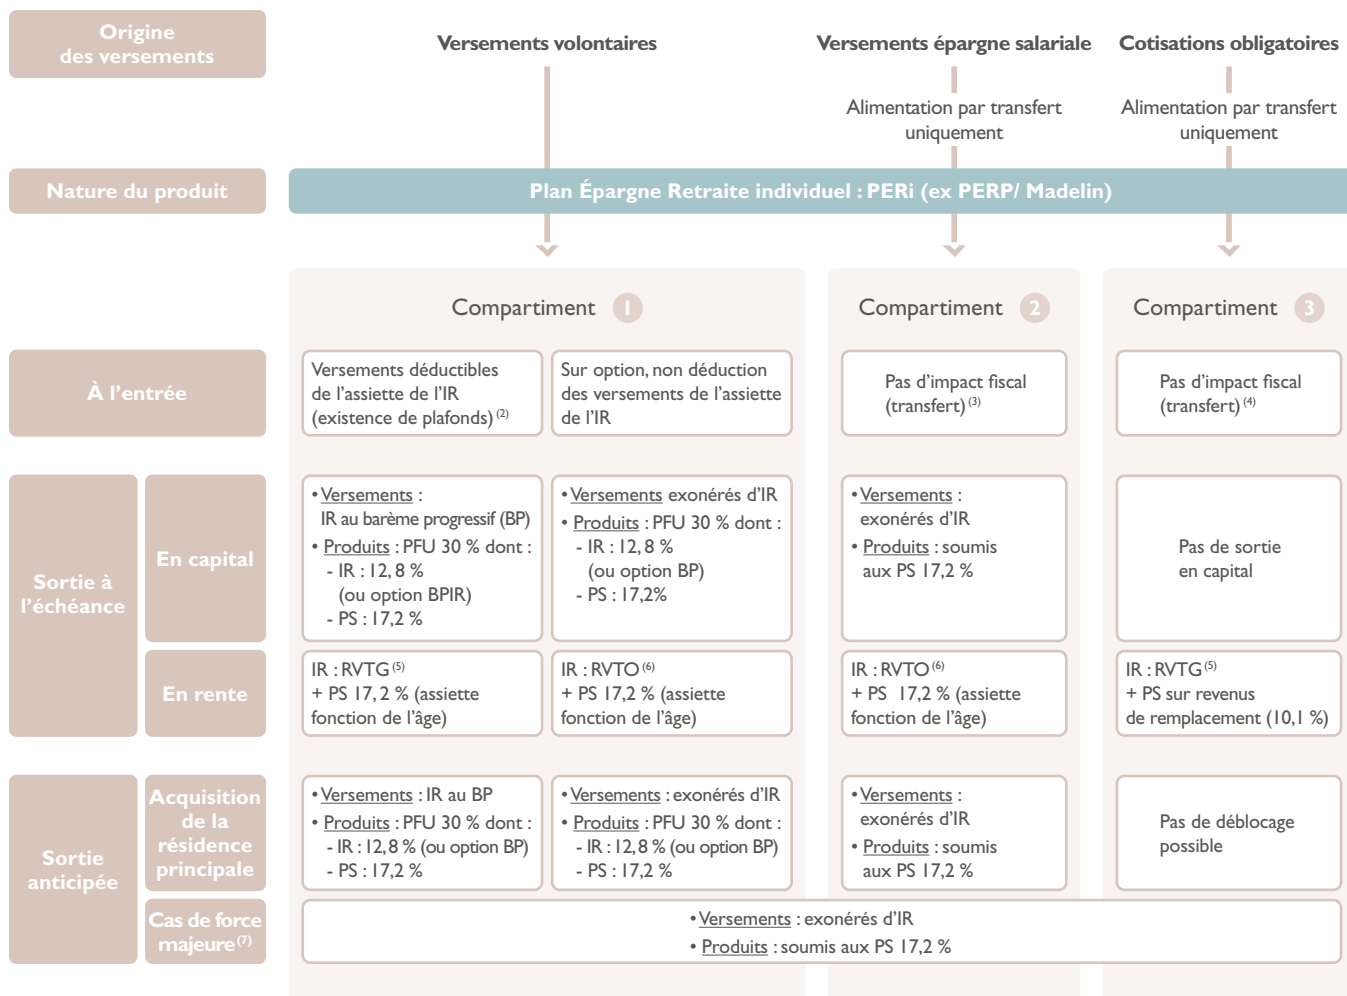 Origine
des versements
Versements volontaires
Versements épargne salariale
Cotisations obligatoires
Alimentation par transfert
uniquement
Alimentation par transfert
uniquement
Nature du produit
Plan Épargne Retraite individuel : PERi (ex PERP/ Madelin)
Compartiment 1
Compartiment 2
Compartiment 3
À l'entrée
Versements déductibles
de l'assiette de l'IR
(existence de plafonds) (2)
Sur option, non déduction
des versements de l'assiette
de l'IR
Pas d'impact fiscal
(transfert) (3)
Pas d'impact fiscal
(transfert) (4)
Sortie à
l'échéance
En capital
• Versements :
IR au barème progressif (BP)
• Produits : PFU 30 % dont :
- IR : 12, 8 %
(ou option BPIR)
- PS : 17,2 %
• Versements exonérés d'IR
• Produits : PFU 30 % dont :
- IR : 12, 8 %
(ou option BP)
- PS : 17,2%
• Versements :
exonérés d'IR
• Produits : soumis
aux PS 17,2 %
Pas de sortie
en capital
En rente
IR : RVTG (5)
+ PS 17, 2 % (assiette
fonction de l'âge)
IR : RVTO (6)
+ PS 17,2 % (assiette
fonction de l'âge)
IR : RVTO (6)
+ PS 17,2 % (assiette
fonction de l'âge)
IR : RVTG (5)
+ PS sur revenus
de remplacement (10,1 %)
Sortie
anticipée
Acquisition
de la
résidence
principale
• Versements : IR au BP
• Produits : PFU 30 % dont :
- IR : 12,8 % (ou option BP)
- PS : 17,2 %
• Versements : exonérés d'IR
• Produits : PFU 30 % dont :
- IR : 12,8 % (ou option BP)
- PS : 17,2 %
• Versements :
exonérés d'IR
• Produits : soumis
aux PS 17,2 %
Pas de déblocage
possible
Cas de force
majeure (7)
• Versements : exonérés d'IR
• Produits : soumis aux PS 17,2 %